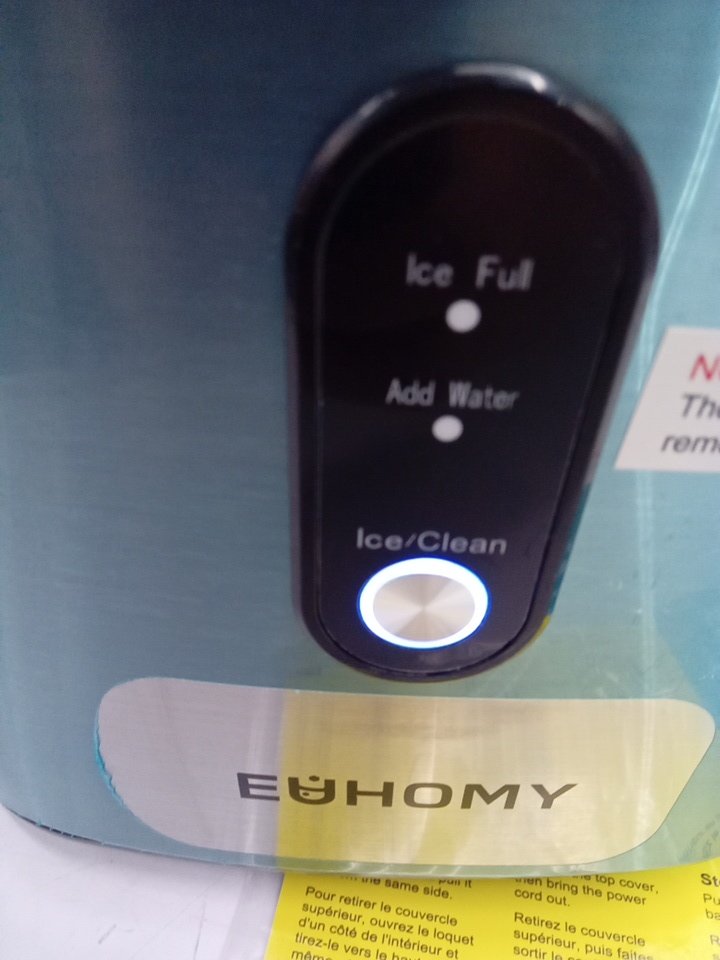 Ice Full
Add Water
Ice/Clean
EUHOMY
the same side.
Pour retirer le couvercle
supérieur, ouvrez le loquet
d'un côté de l'intérieur et
tirez-le vers le
top cover,
then bring the power
cord out.
Retirez le couvercle
supérieur, puis faites
sortir le